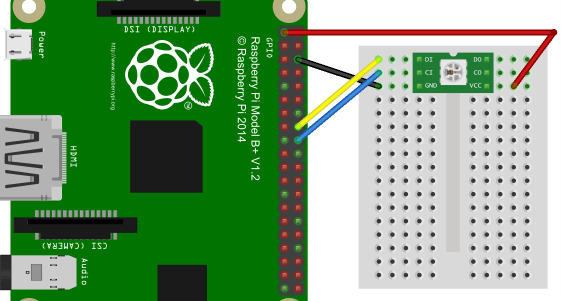 DSI (DISPLAY)
Power
http://www.raspberrypi.org
GPIO
Raspberry Pi Model B+ V1.2
© Raspberry Pi 2014
HDMI
CSI (CAMERA)
Audio
DI DO
CI CO
GND VCC